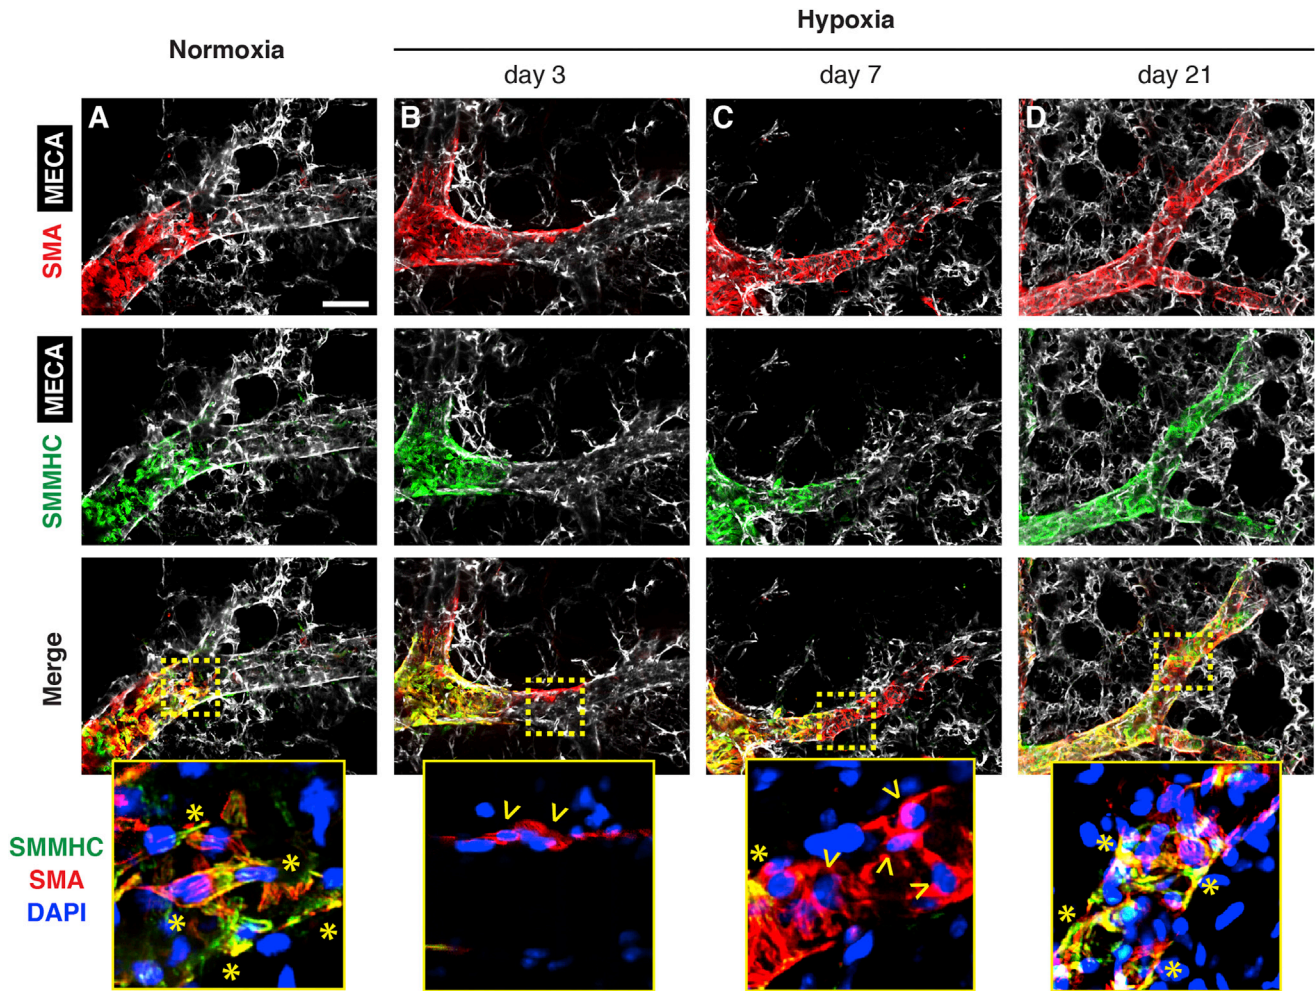 Hypoxia
Normoxia
day 3
day 7
day 21
A
B
C
D
SMA MECA
SMMHC MECA
Merge
SMMHC
SMA
DAPI